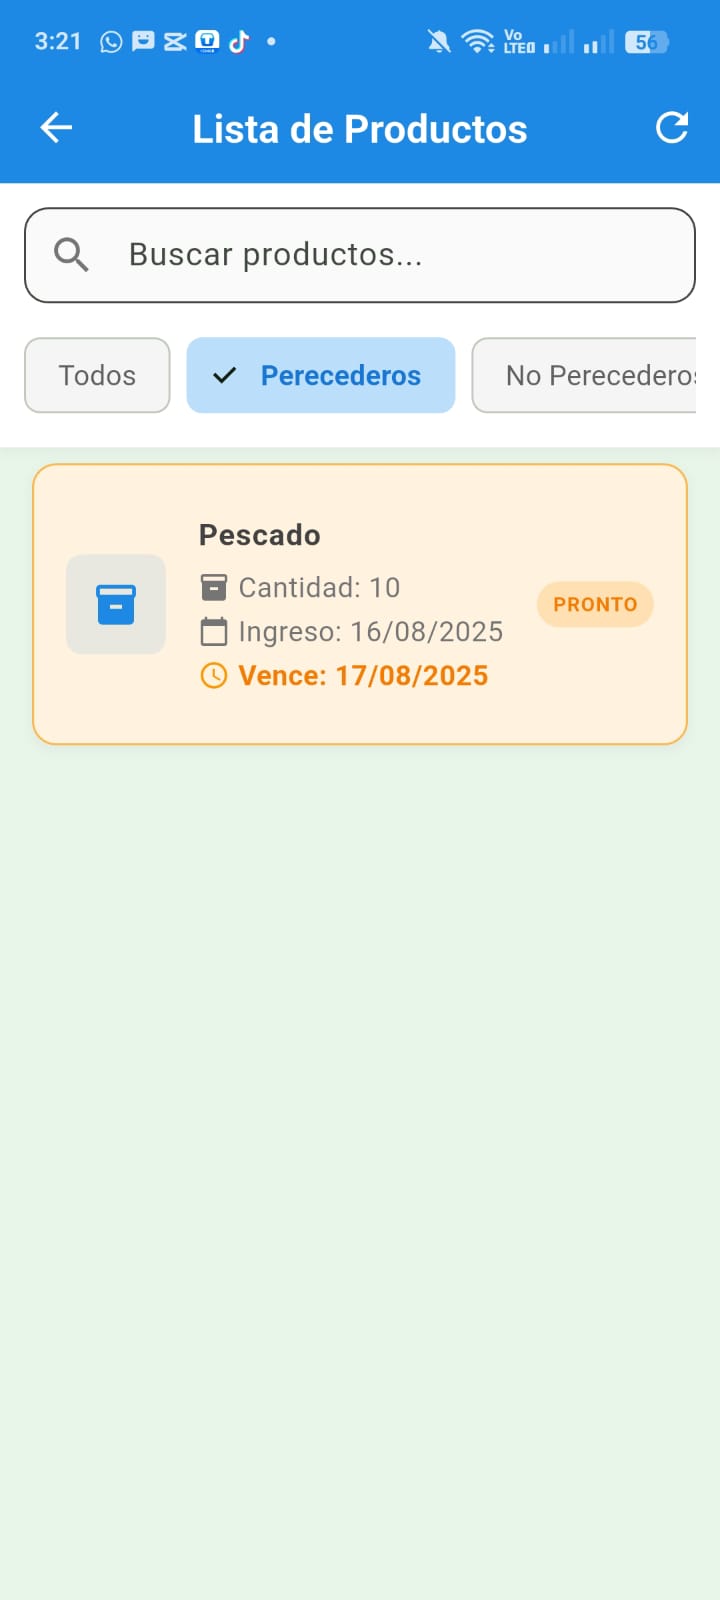 3:21 Vo LTE 56
Lista de Productos
Buscar productos...
Todos Perecederos No Perecederos
Pescado
Cantidad: 10
Ingreso: 16/08/2025
Vence: 17/08/2025
PRONTO